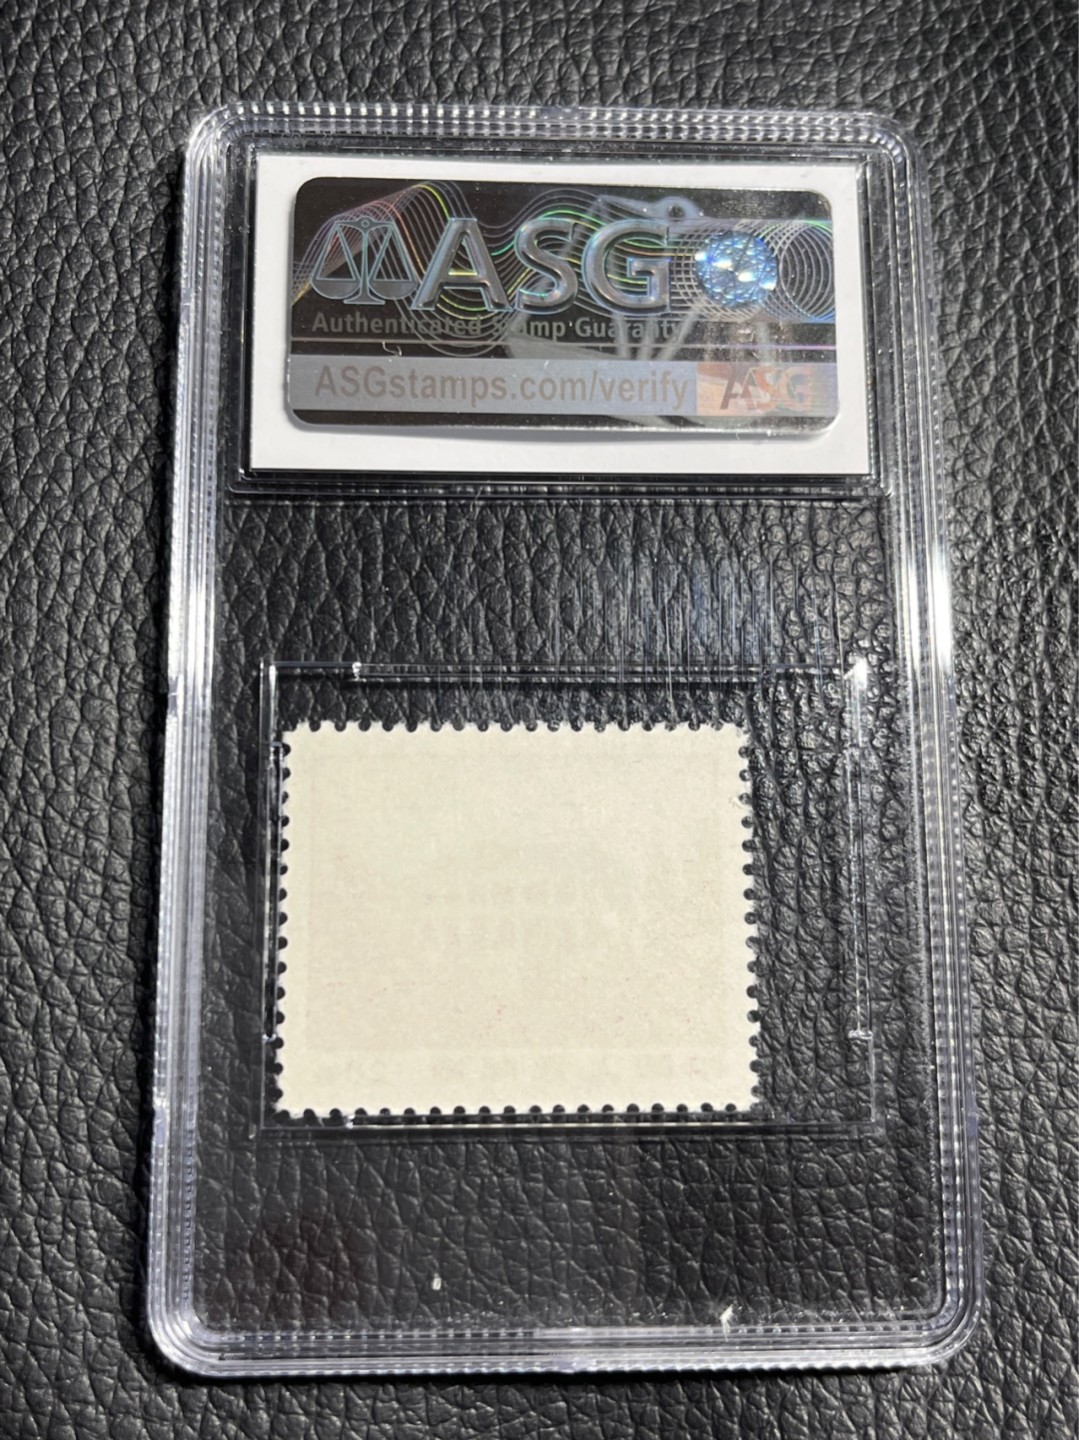 ASG
Authenticated Stamp Guaranty
ASGstamps.com/verify ASG